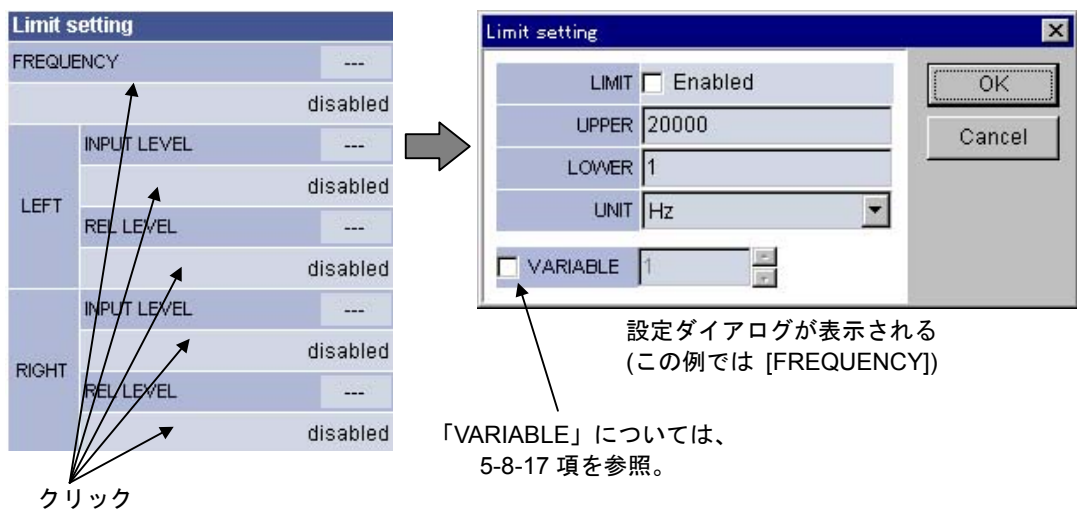 Limit setting
FREQUENCY ---
disabled
LEFT
INPUT LEVEL ---
disabled
REL LEVEL ---
disabled
RIGHT
INPUT LEVEL ---
disabled
REL LEVEL ---
disabled
クリック
Limit setting
LIMIT Enabled
UPPER 20000
LOWER 1
UNIT Hz
VARIABLE 1
OK
Cancel
設定ダイアログが表示される
(この例では [FREQUENCY])
「VARIABLE」については、
5-8-17 項を参照。